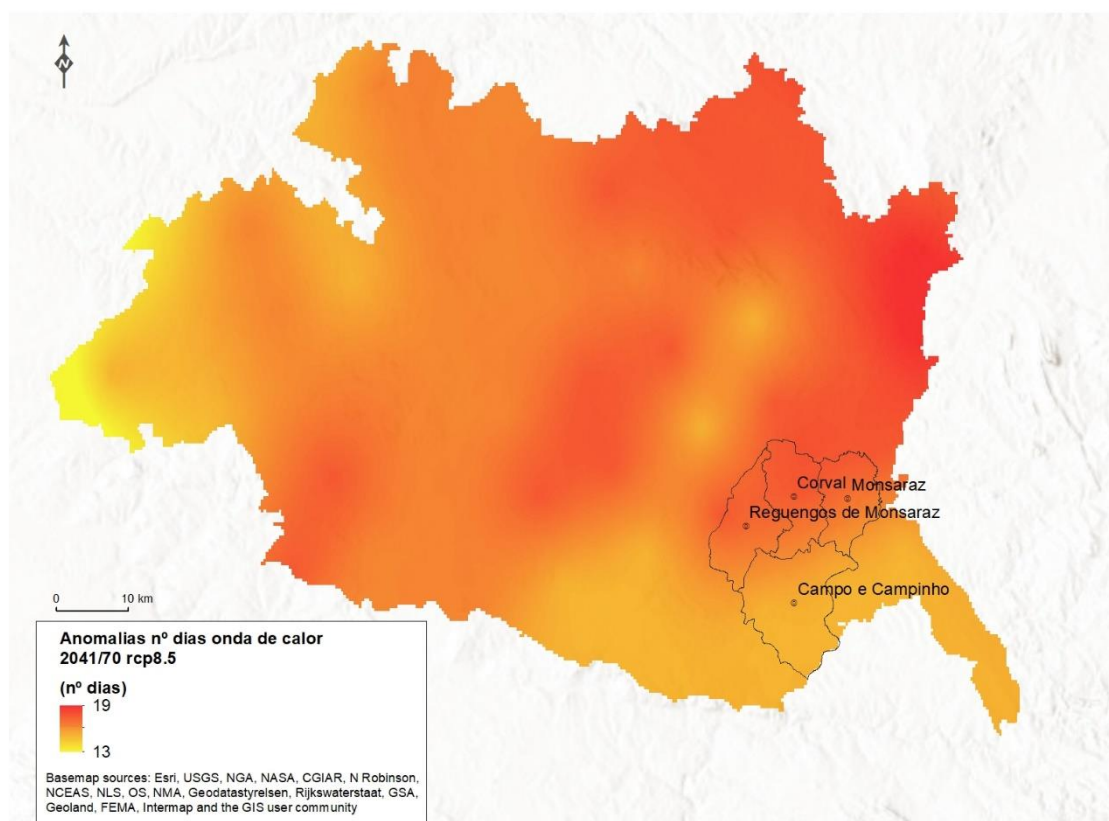 N
Corval Monsaraz
Reguengos de Monsaraz
Campo e Campinho
0 10 km
Anomalias nº dias onda de calor
2041/70 rcp8.5
(nº dias)
19
13
Basemap sources: Esri, USGS, NGA, NASA, CGIAR, N Robinson,
NCEAS, NLS, OS, NMA, Geodatastyrelsen, Rijkswaterstaat, GSA,
Geoland, FEMA, Intermap and the GIS user community